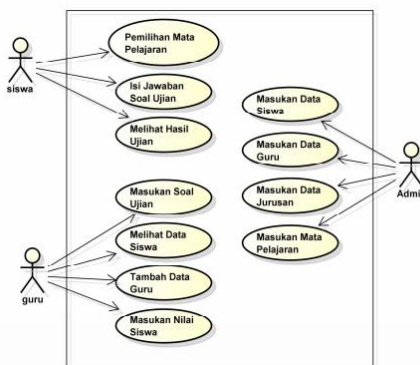 Pemilihan Mata
Pelajaran
siswa
Isi Jawaban
Soal Ujian
Melihat Hasil
Ujian
Masukan Data
Siswa
Masukan Data
Guru
Masukan Data
Jurusan
Masukan Mata
Pelajaran
Admi
Masukan Soal
Ujian
Melihat Data
Siswa
Tambah Data
Guru
Masukan Nilai
Siswa
guru